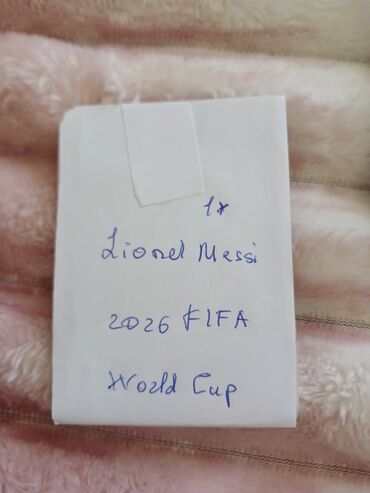 1x
Lionel Messi
2026 FIFA
World Cup